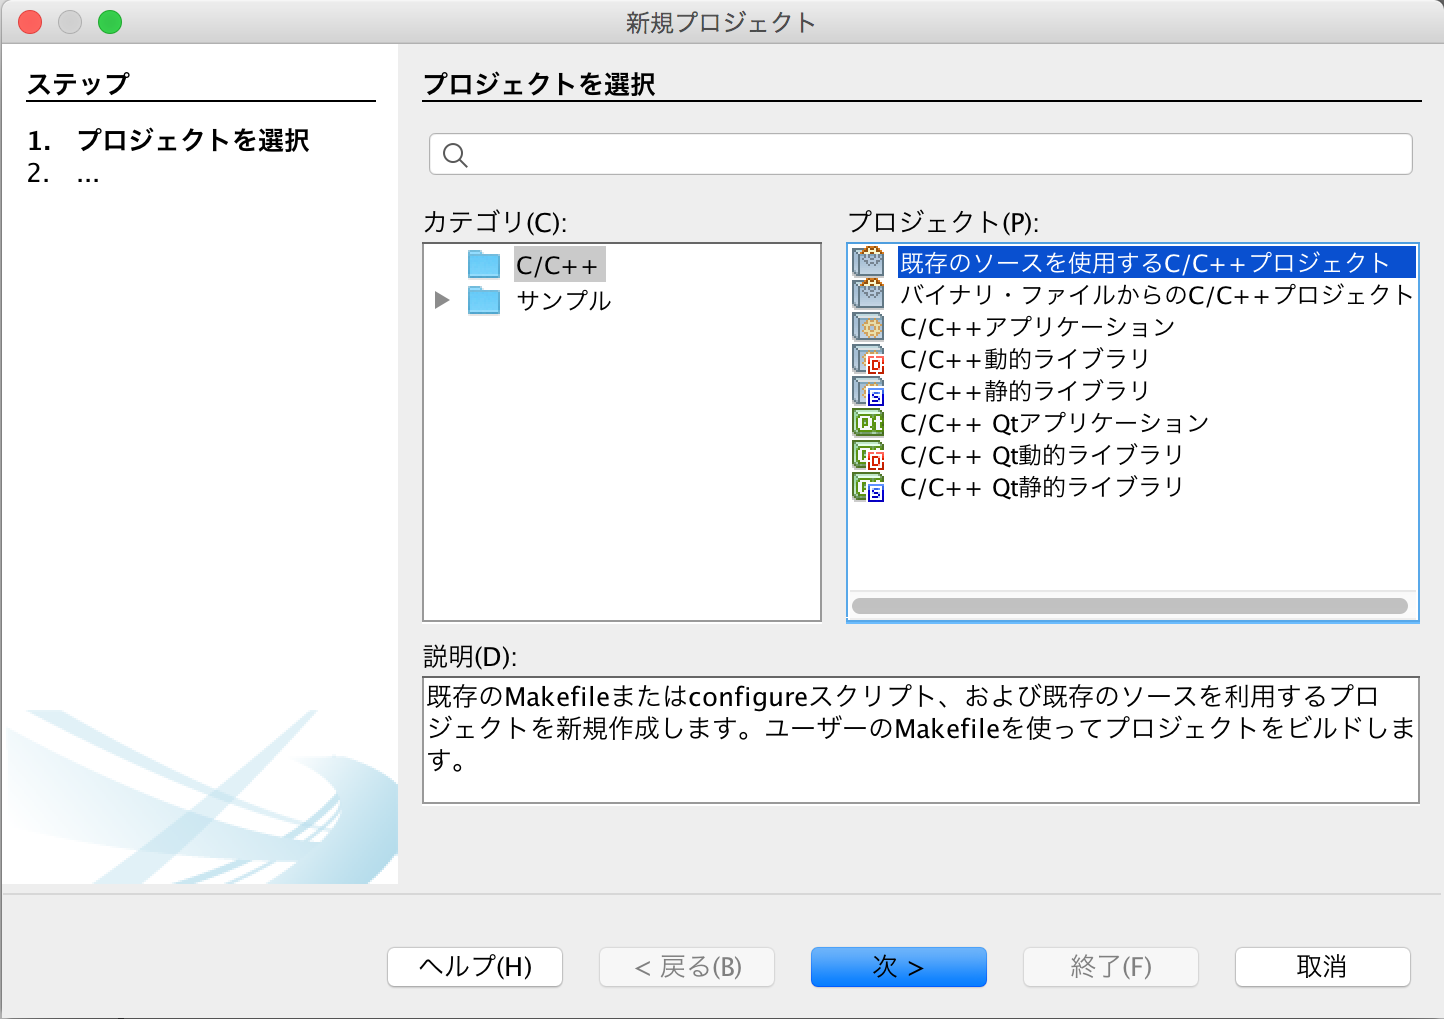 新規プロジェクト
ステップ
1. プロジェクトを選択
2. ...
プロジェクトを選択
カテゴリ(C):
C/C++
サンプル
プロジェクト(P):
既存のソースを使用するC/C++プロジェクト
バイナリ・ファイルからのC/C++プロジェクト
C/C++アプリケーション
C/C++動的ライブラリ
C/C++静的ライブラリ
C/C++ Qtアプリケーション
C/C++ Qt動的ライブラリ
C/C++ Qt静的ライブラリ
説明(D):
既存のMakefileまたはconfigureスクリプト、および既存のソースを利用するプロ
ジェクトを新規作成します。ユーザーのMakefileを使ってプロジェクトをビルドしま
す。
ヘルプ(H)
< 戻る(B)
次 >
終了(F)
取消